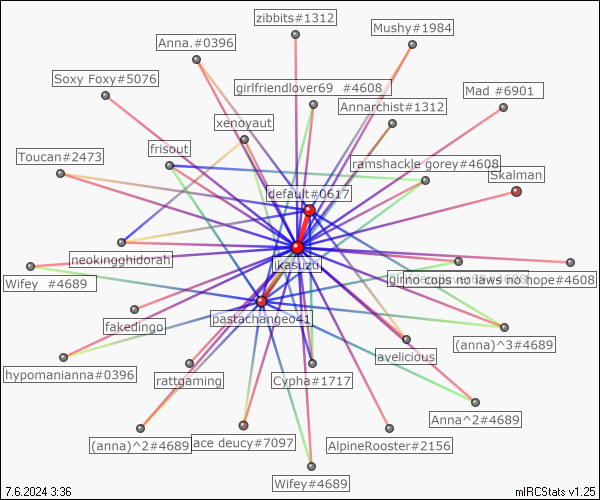 zibbits#1312
Mushy#1984
Anna.#0396
Soxy Foxy#5076
girlfriendlover69 #4608
Mad #6901
Annarchist#1312
xenoyaut
frisout
Toucan#2473
ramshackle gorey#4608
Skalman
default#0617
neokingghidorah
jkasuzu
Wifey #4689
no cops no laws no hope#4608
pastachangeo41
fakedingo
(anna)^3#4689
avelicious
hypomanianna#0396
rattgaming
Cypha#1717
Anna^2#4689
(anna)^2#4689
ace deucy#7097
AlpineRooster#2156
Wifey#4689
7.6.2024 3:36
mIRCStats v1.25